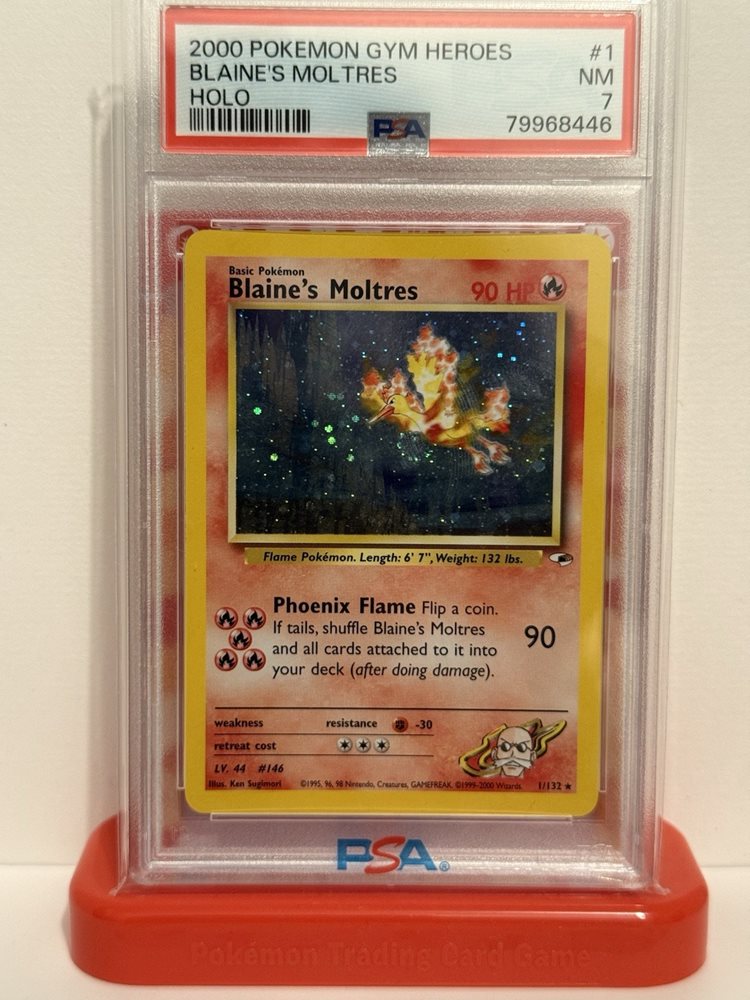 2000 POKEMON GYM HEROES #1
BLAINE'S MOLTRES NM
HOLO 7
PSA 79968446
Basic Pokémon
Blaine's Moltres 90 HP
Flame Pokémon. Length: 6' 7", Weight: 132 lbs.
Phoenix Flame Flip a coin.
If tails, shuffle Blaine's Moltres
and all cards attached to it into
your deck (after doing damage).
90
weakness resistance -30
retreat cost
LV. 44 #146
Illus. Ken Sugimori ©1995, 96, 98 Nintendo, Creatures, GAMEFREAK. ©1999-2000 Wizards 1/132 ★
PSA®
Pokémon Trading Card Game